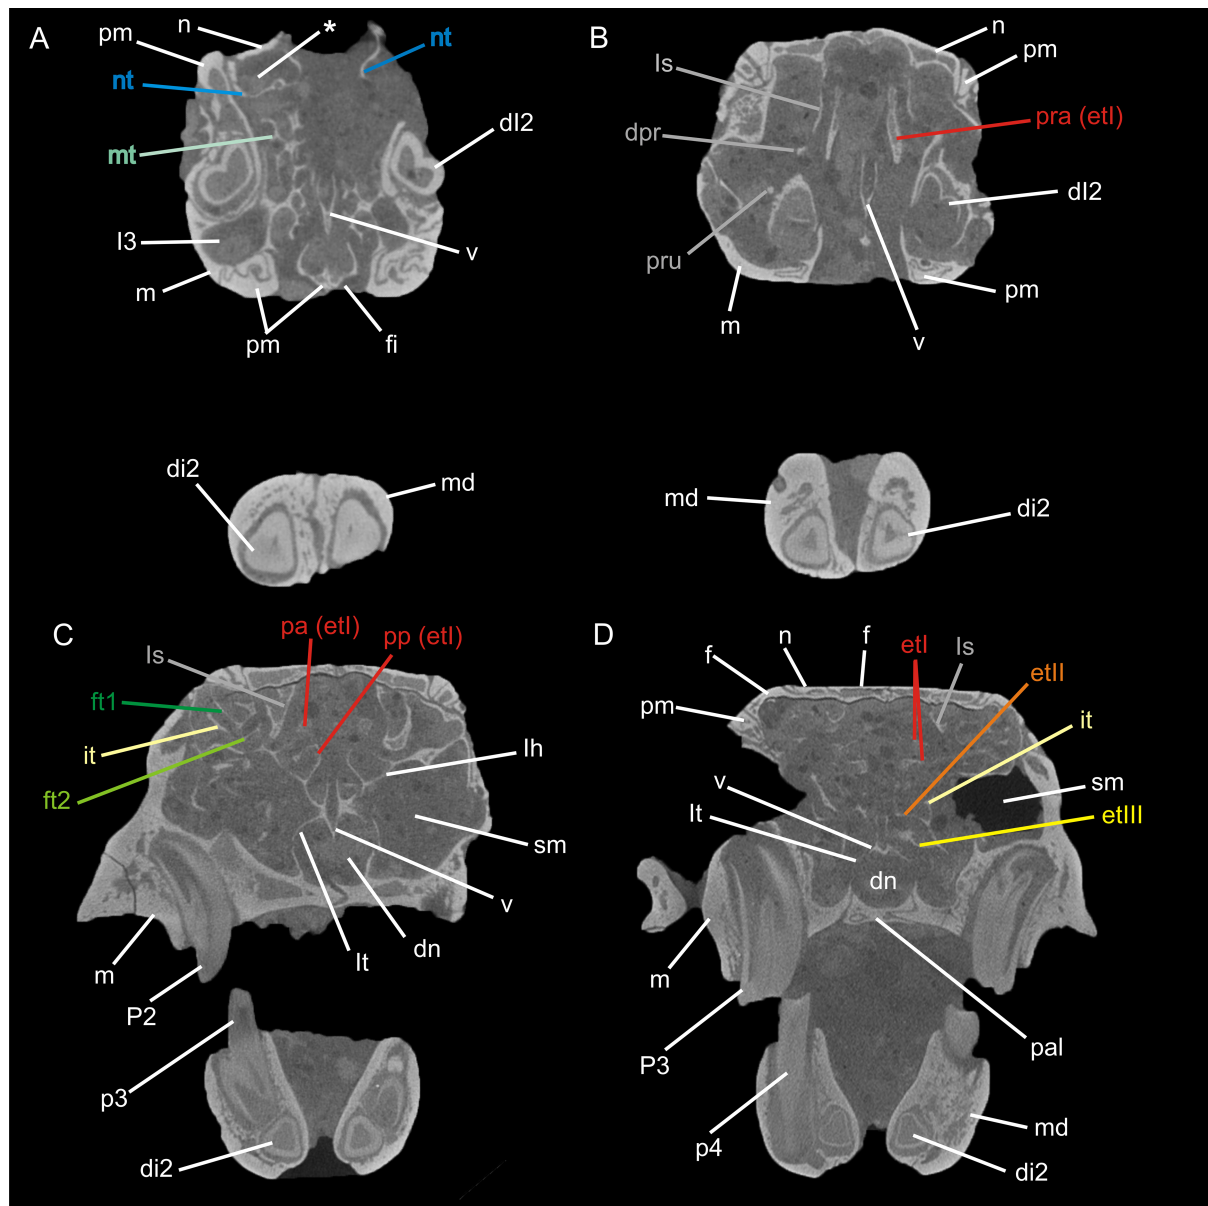 A
n
*
nt
pm
nt
mt
dI2
I3
v
m
pm
fi
B
n
ls
pm
dpr
pra (etI)
dI2
pru
pm
m
v
di2
md
md
di2
C
pa (etI)
pp (etI)
ls
ft1
it
lh
ft2
sm
v
m
lt
dn
P2
p3
di2
D
f
n
f
etI
ls
etII
pm
it
v
sm
lt
etIII
dn
m
P3
pal
p4
md
di2